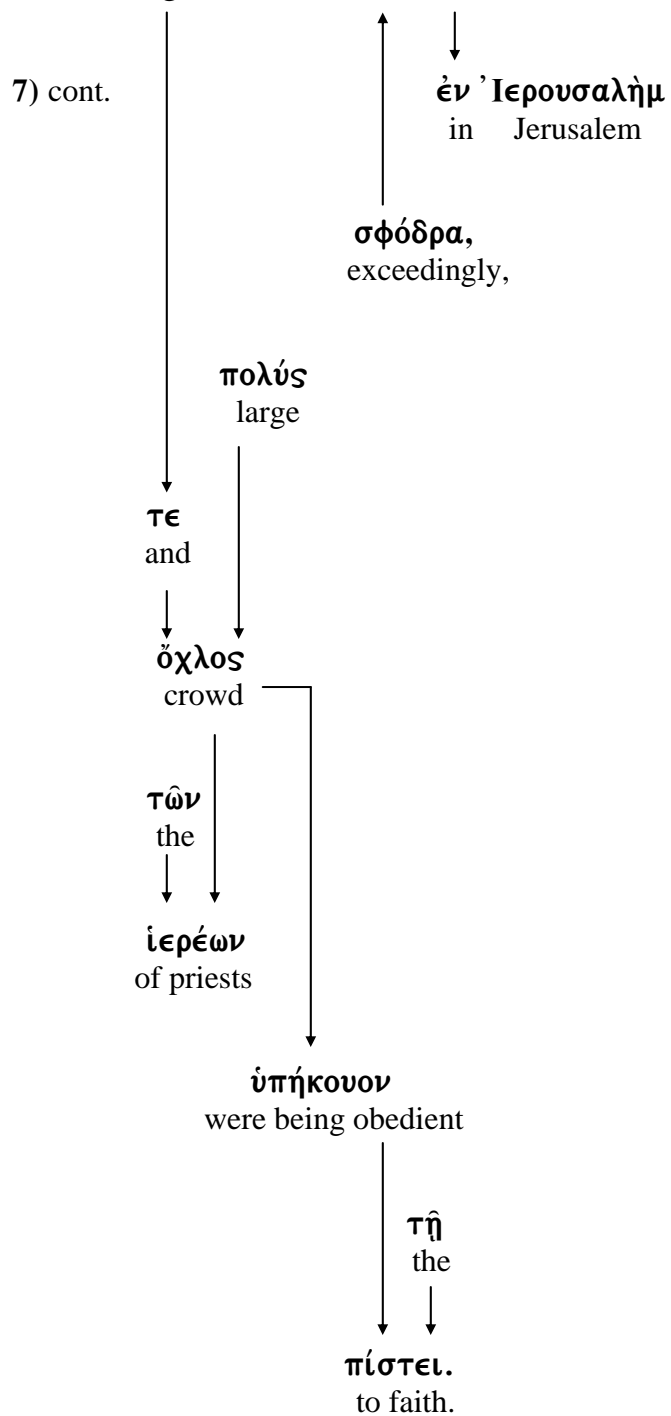 7) cont.
ἐν Ἰερουσαλὴμ
in Jerusalem
σφόδρα,
exceedingly,
πολύς
large
τε
and
ὄχλος
crowd
τῶν
the
ἱερέων
of priests
ὑπήκουον
were being obedient
τῇ
the
πίστει.
to faith.